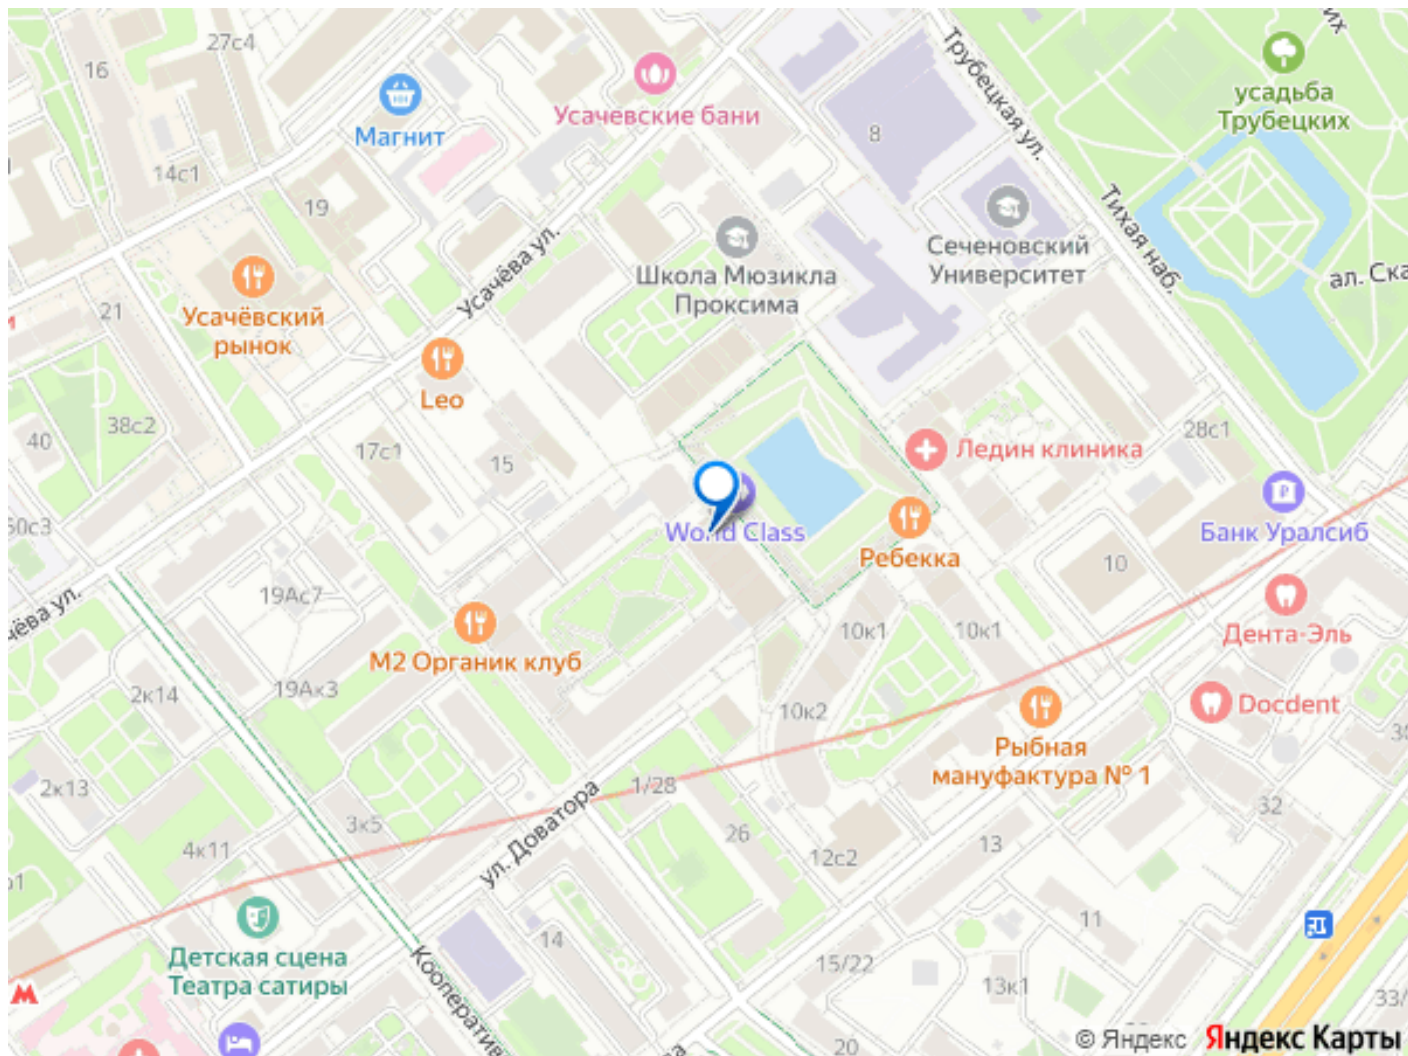 27с4
16
Магнит
Усачевские бани
Трубецкая ул.
усадьба
Трубецких
8
14с1
19
Усачёва ул.
Школа Мюзикла
Проксима
Сеченовский
Университет
Тихая наб.
ал. Ска
21
Усачёвский
рынок
Leo
38с2
40
17с1
15
28с1
Ледин клиника
World Class
Ребекка
Банк Уралсиб
50с3
10
19Ас7
М2 Органик клуб
10к1
10к1
Дента-Эль
2к14
19Ак3
10к2
Docdent
Рыбная
мануфактура № 1
2к13
1/28
3к5
26
32
4к11
ул. Доватора
12с2
13
11
Детская сцена
Театра сатиры
14
Кооператив
15/22
13к1
33/
20
© Яндекс Яндекс Карты